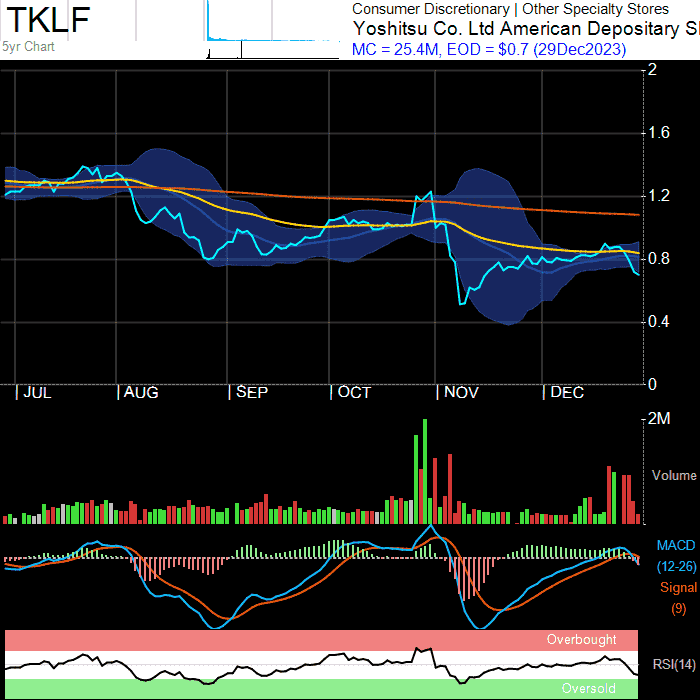 TKLF
5yr Chart
Consumer Discretionary | Other Specialty Stores
Yoshitsu Co. Ltd American Depositary S
MC = 25.4M, EOD = $0.7 (29Dec2023)
2
1.6
1.2
0.8
0.4
0
JUL AUG SEP OCT NOV DEC
2M
Volume
MACD
(12-26)
Signal
(9)
Overbought
RSI(14)
Oversold